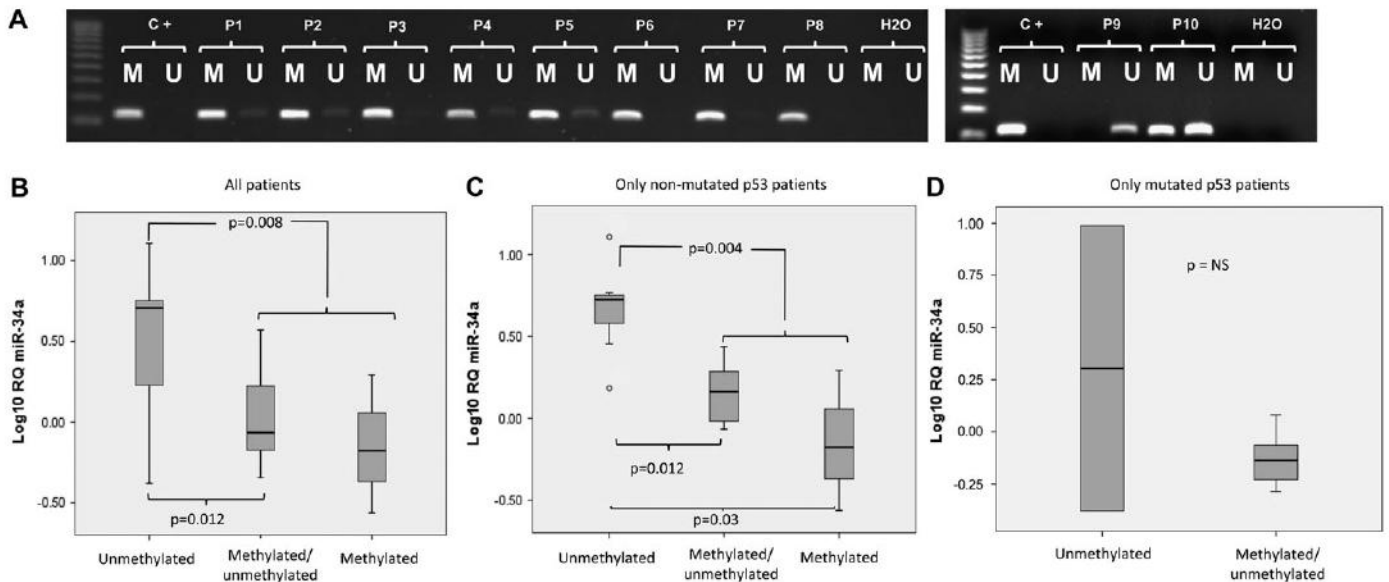 A
C + P1 P2 P3 P4 P5 P6 P7 P8 H2O
M U M U M U M U M U M U M U M U M U M U
C + P9 P10 H2O
M U M U M U M U
B
All patients
p=0.008
1.00
0.50
0.00
-0.50
Log10 RQ miR-34a
p=0.012
Unmethylated
Methylated/
unmethylated
Methylated
C
Only non-mutated p53 patients
p=0.004
1.00
0.50
0.00
-0.50
Log10 RQ miR-34a
p=0.012
p=0.03
Unmethylated
Methylated/
unmethylated
Methylated
D
Only mutated p53 patients
p = NS
1.00
0.75
0.50
0.25
0.00
-0.25
Log10 RQ miR-34a
Unmethylated
Methylated/
unmethylated